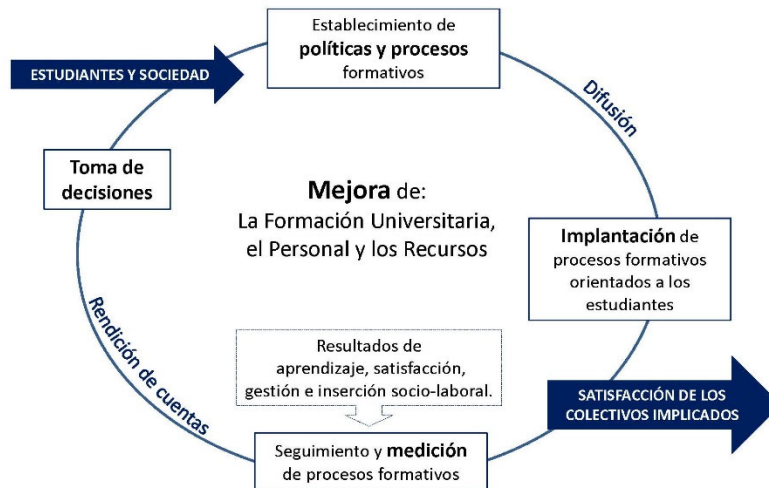 Establecimiento de
políticas y procesos
formativos
ESTUDIANTES Y SOCIEDAD
Difusión
Toma de
decisiones
Mejora de:
La Formación Universitaria,
el Personal y los Recursos
Implantación de
procesos formativos
orientados a los
estudiantes
Rendición de cuentas
Resultados de
aprendizaje, satisfacción,
gestión e inserción socio-laboral.
SATISFACCIÓN DE LOS
COLECTIVOS IMPLICADOS
Seguimiento y medición
de procesos formativos